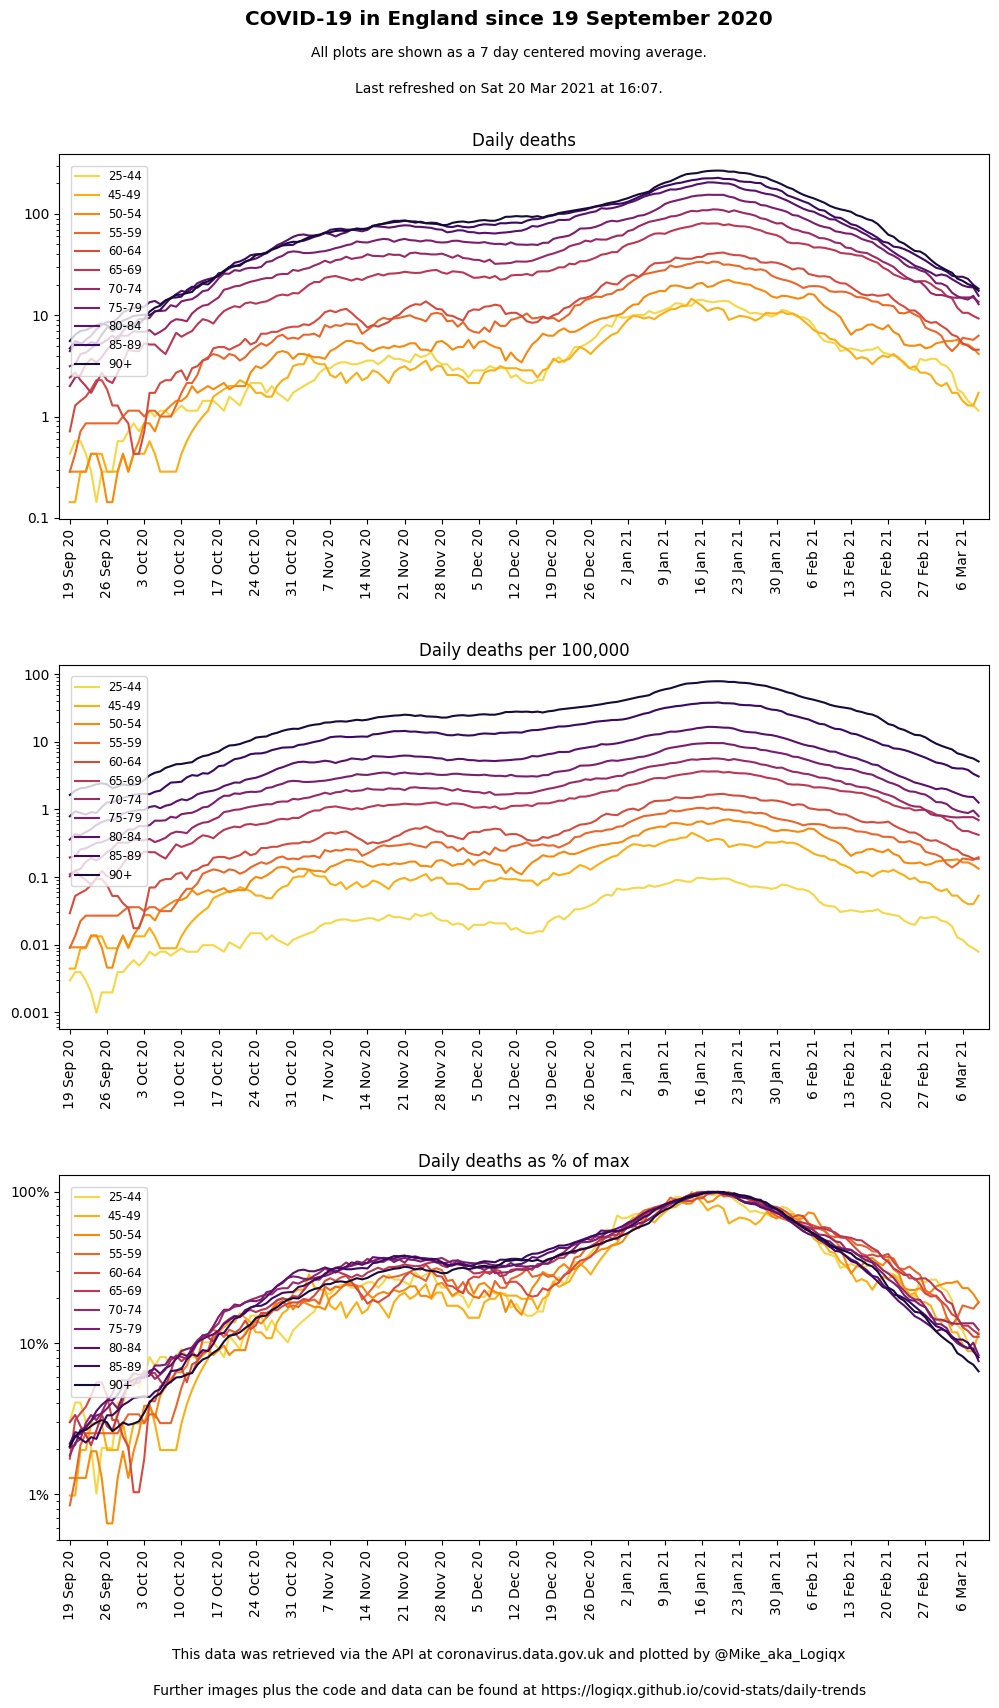 COVID-19 in England since 19 September 2020
All plots are shown as a 7 day centered moving average.
Last refreshed on Sat 20 Mar 2021 at 16:07.
Daily deaths
25-44
45-49
50-54
55-59
60-64
65-69
70-74
75-79
80-84
85-89
90+
100
10
1
0.1
19 Sep 20
26 Sep 20
3 Oct 20
10 Oct 20
17 Oct 20
24 Oct 20
31 Oct 20
7 Nov 20
14 Nov 20
21 Nov 20
28 Nov 20
5 Dec 20
12 Dec 20
19 Dec 20
26 Dec 20
2 Jan 21
9 Jan 21
16 Jan 21
23 Jan 21
30 Jan 21
6 Feb 21
13 Feb 21
20 Feb 21
27 Feb 21
6 Mar 21
Daily deaths per 100,000
25-44
45-49
50-54
55-59
60-64
65-69
70-74
75-79
80-84
85-89
90+
100
10
1
0.1
0.01
0.001
19 Sep 20
26 Sep 20
3 Oct 20
10 Oct 20
17 Oct 20
24 Oct 20
31 Oct 20
7 Nov 20
14 Nov 20
21 Nov 20
28 Nov 20
5 Dec 20
12 Dec 20
19 Dec 20
26 Dec 20
2 Jan 21
9 Jan 21
16 Jan 21
23 Jan 21
30 Jan 21
6 Feb 21
13 Feb 21
20 Feb 21
27 Feb 21
6 Mar 21
Daily deaths as % of max
25-44
45-49
50-54
55-59
60-64
65-69
70-74
75-79
80-84
85-89
90+
100%
10%
1%
19 Sep 20
26 Sep 20
3 Oct 20
10 Oct 20
17 Oct 20
24 Oct 20
31 Oct 20
7 Nov 20
14 Nov 20
21 Nov 20
28 Nov 20
5 Dec 20
12 Dec 20
19 Dec 20
26 Dec 20
2 Jan 21
9 Jan 21
16 Jan 21
23 Jan 21
30 Jan 21
6 Feb 21
13 Feb 21
20 Feb 21
27 Feb 21
6 Mar 21
This data was retrieved via the API at coronavirus.data.gov.uk and plotted by @Mike_aka_Logiqx
Further images plus the code and data can be found at https://logiqx.github.io/covid-stats/daily-trends